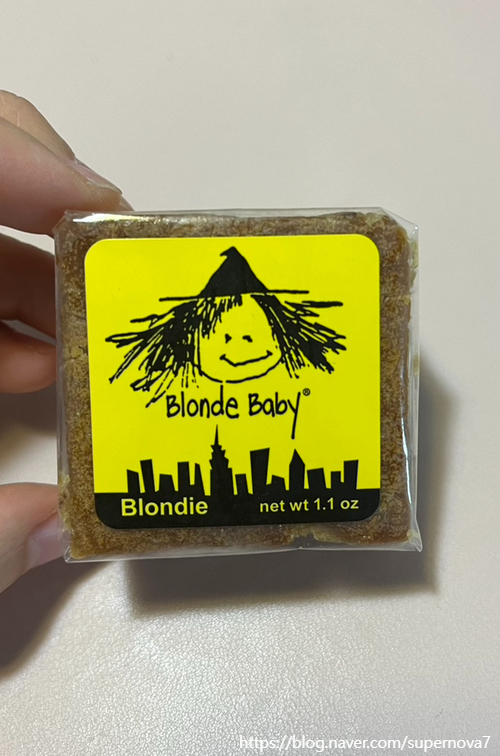 Blonde Baby®
Blondie net wt 1.1 oz
https://blog.naver.com/supernova7